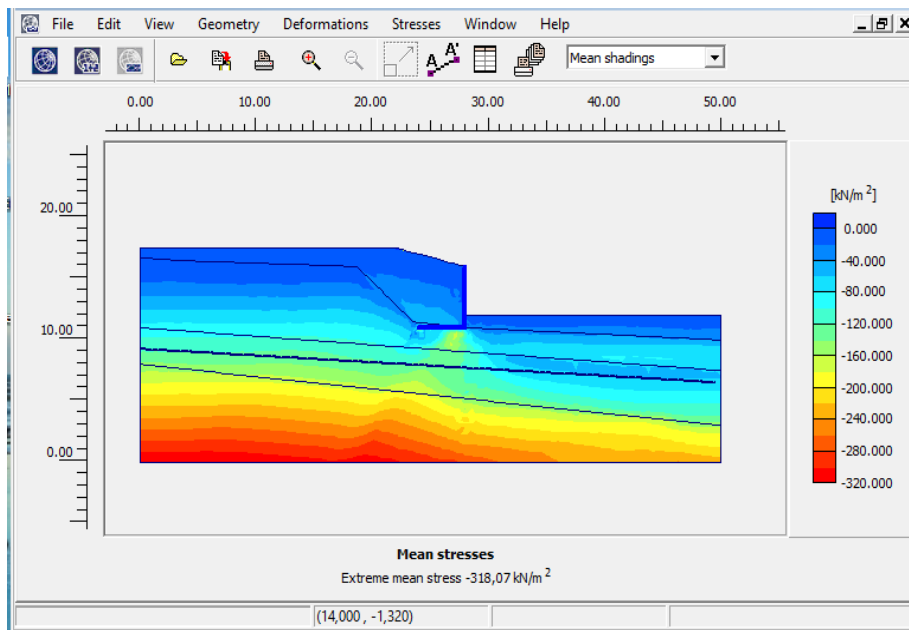 File Edit View Geometry Deformations Stresses Window Help
A A' Mean shadings
0.00 10.00 20.00 30.00 40.00 50.00
20.00
10.00
0.00
[kN/m 2]
0.000
-40.000
-80.000
-120.000
-160.000
-200.000
-240.000
-280.000
-320.000
Mean stresses
Extreme mean stress -318,07 kN/m 2
(14,000 , -1,320)